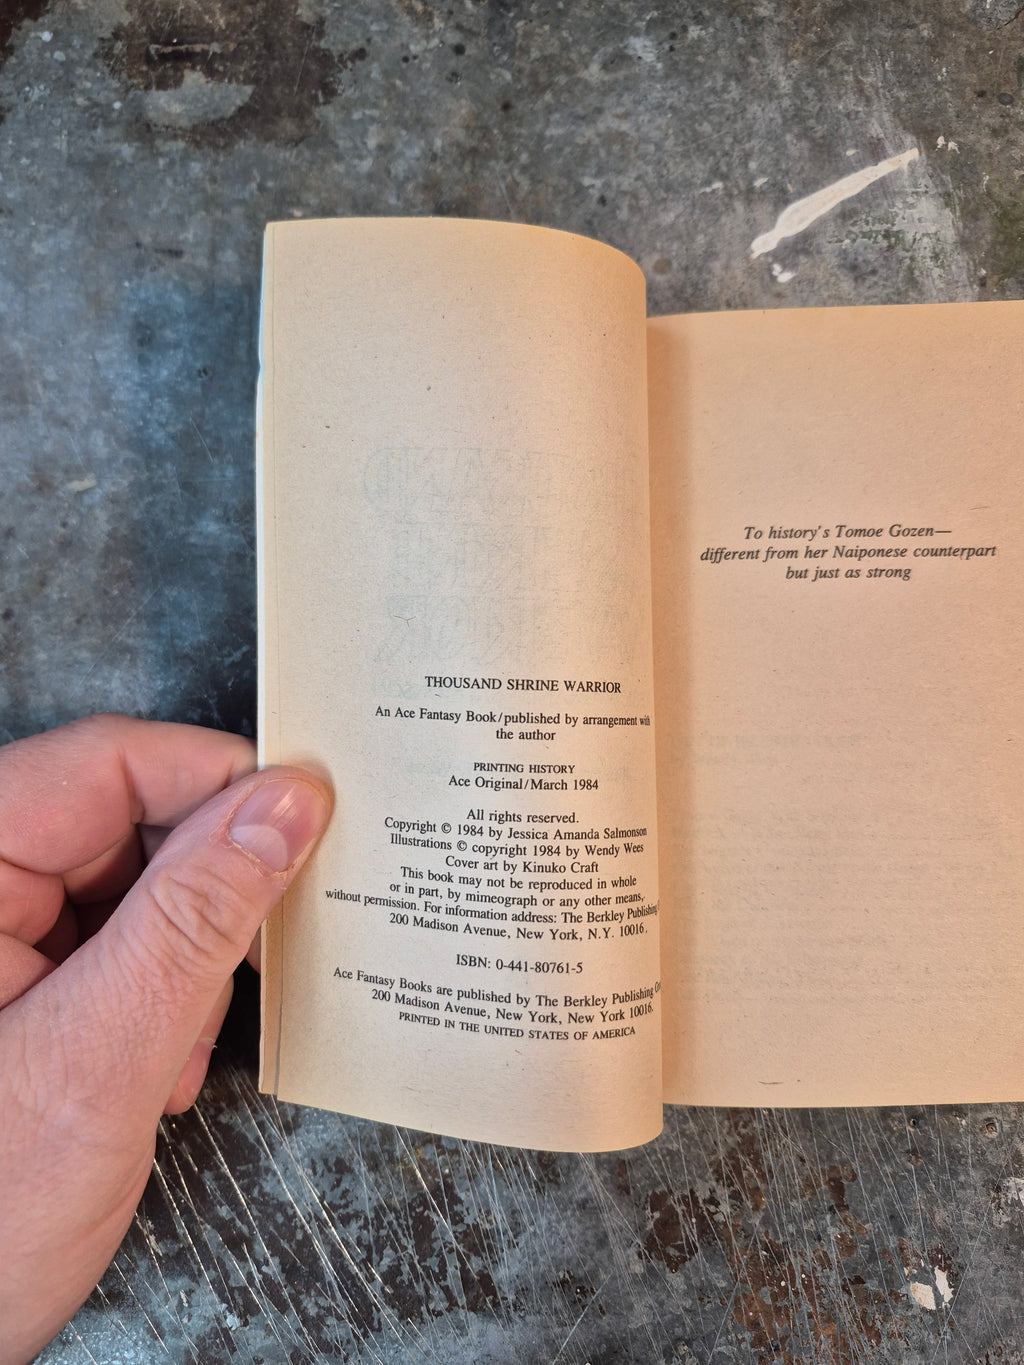 THOUSAND SHRINE WARRIOR
An Ace Fantasy Book/published by arrangement with
the author
PRINTING HISTORY
Ace Original/March 1984
All rights reserved.
Copyright © 1984 by Jessica Amanda Salmonson
Illustrations © copyright 1984 by Wendy Wees
Cover art by Kinuko Craft
This book may not be reproduced in whole
or in part, by mimeograph or any other means,
without permission. For information address: The Berkley Publishing
200 Madison Avenue, New York, N.Y. 10016.
ISBN: 0-441-80761-5
Ace Fantasy Books are published by The Berkley Publishing
200 Madison Avenue, New York, New York 10016.
PRINTED IN THE UNITED STATES OF AMERICA
To history's Tomoe Gozen—
different from her Naiponese counterpart
but just as strong